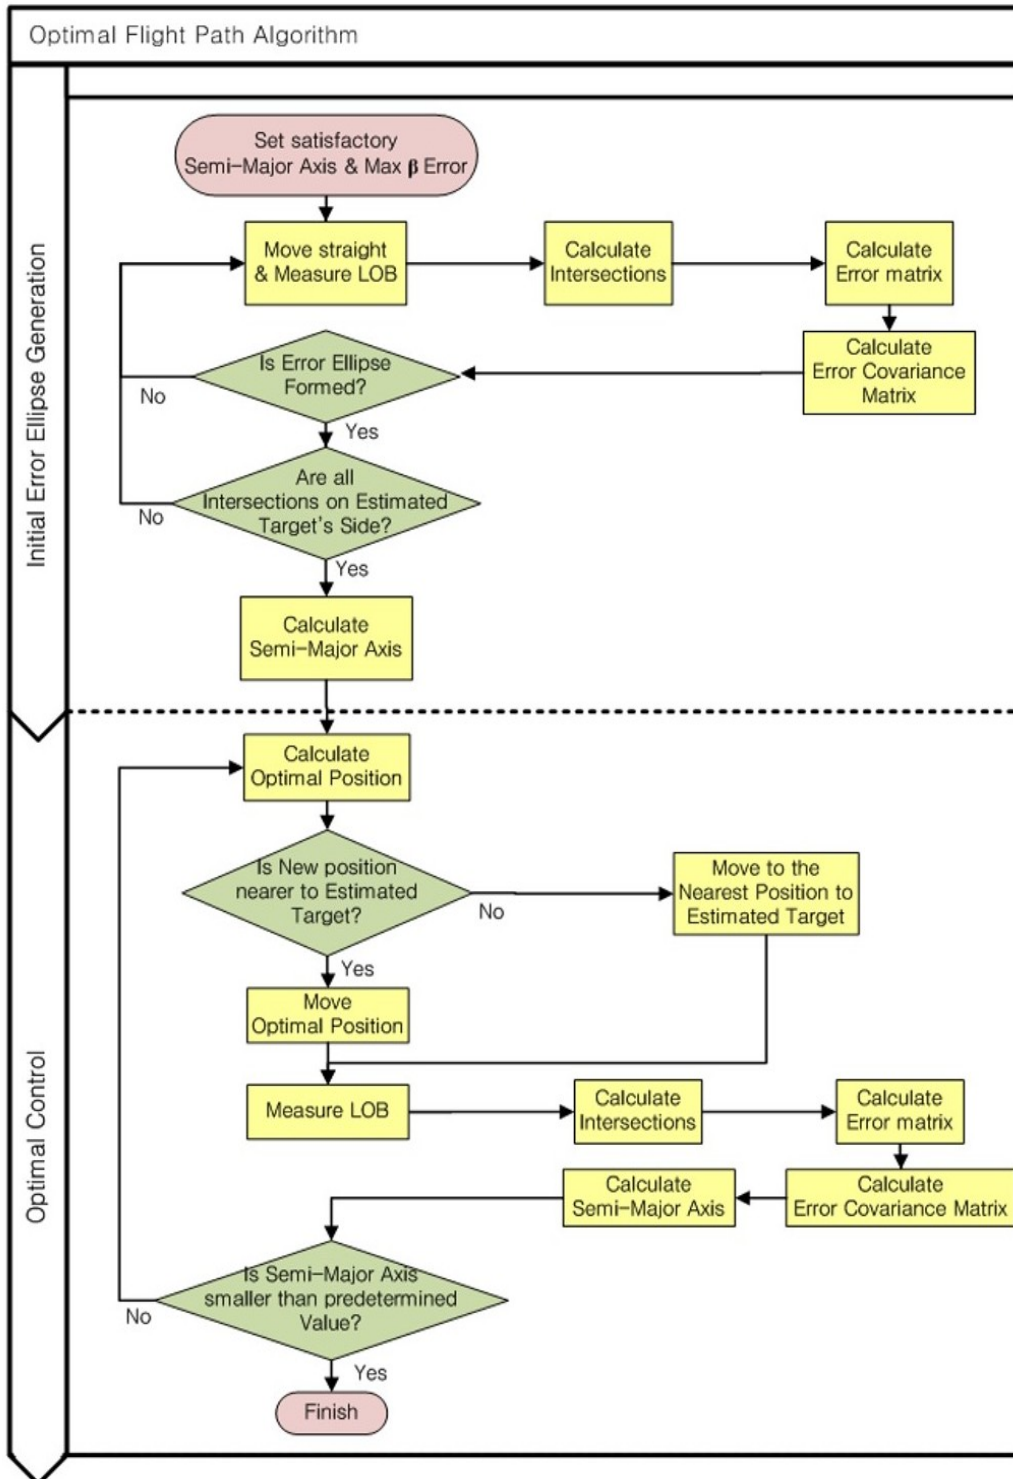 Optimal Flight Path Algorithm
Initial Error Ellipse Generation
Set satisfactory
Semi-Major Axis & Max β Error
Move straight
& Measure LOB
Calculate
Intersections
Calculate
Error matrix
Calculate
Error Covariance
Matrix
Is Error Ellipse
Formed?
No
Yes
Are all
Intersections on Estimated
Target's Side?
No
Yes
Calculate
Semi-Major Axis
Optimal Control
Calculate
Optimal Position
Is New position
nearer to Estimated
Target?
No
Move to the
Nearest Position to
Estimated Target
Yes
Move
Optimal Position
Measure LOB
Calculate
Intersections
Calculate
Error matrix
Calculate
Error Covariance Matrix
Calculate
Semi-Major Axis
Is Semi-Major Axis
smaller than predetermined
Value?
No
Yes
Finish